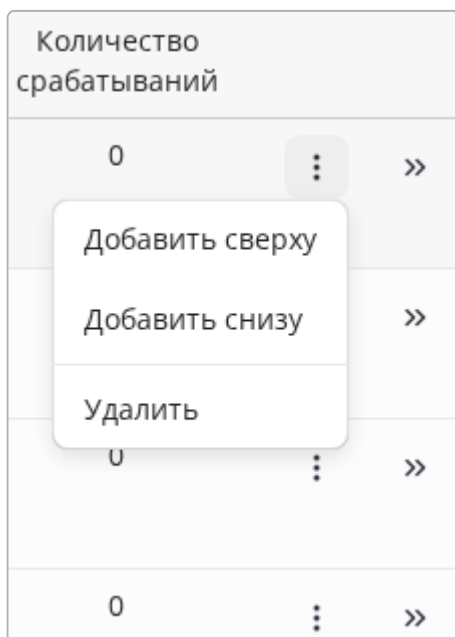 Количество
срабатываний
0
⋮ »
Добавить сверху
Добавить снизу
»
Удалить
0
⋮ »
0
⋮ »